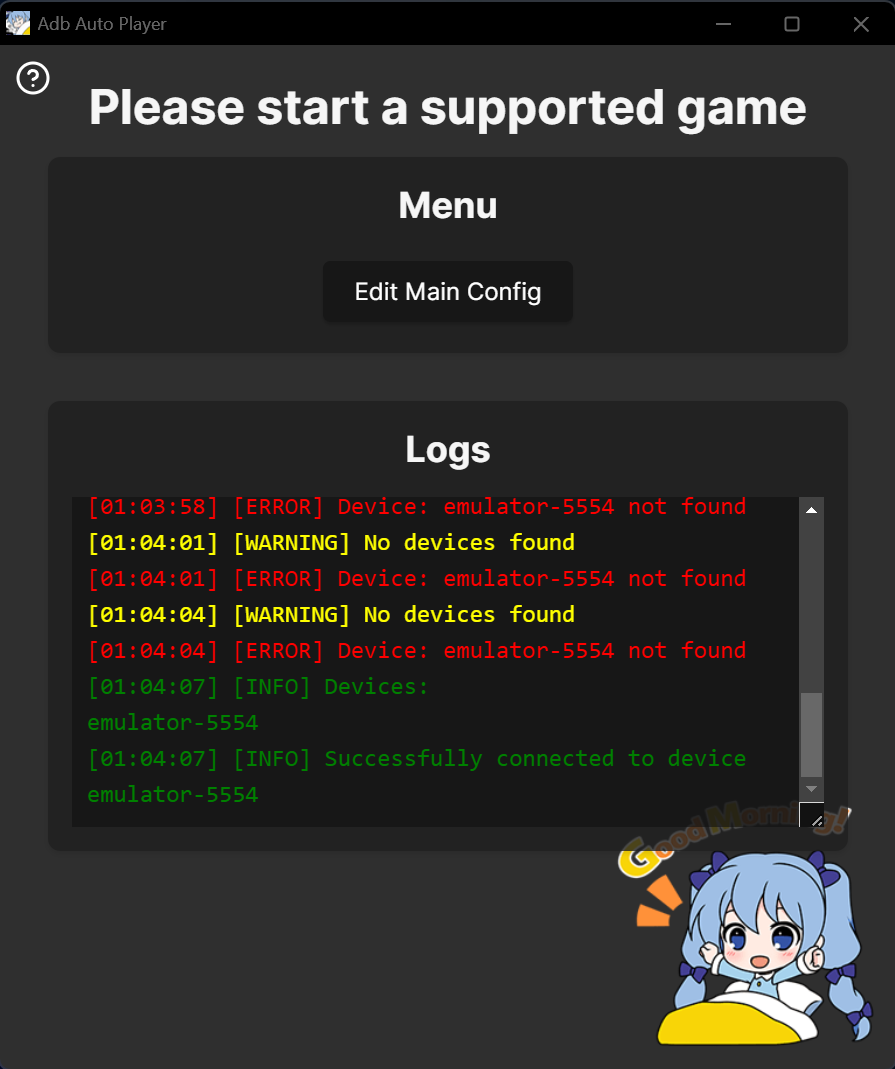 Adb Auto Player
Please start a supported game
Menu
Edit Main Config
Logs
[01:03:58] [ERROR] Device: emulator-5554 not found
[01:04:01] [WARNING] No devices found
[01:04:01] [ERROR] Device: emulator-5554 not found
[01:04:04] [WARNING] No devices found
[01:04:04] [ERROR] Device: emulator-5554 not found
[01:04:07] [INFO] Devices:
emulator-5554
[01:04:07] [INFO] Successfully connected to device
emulator-5554
Good Morning!